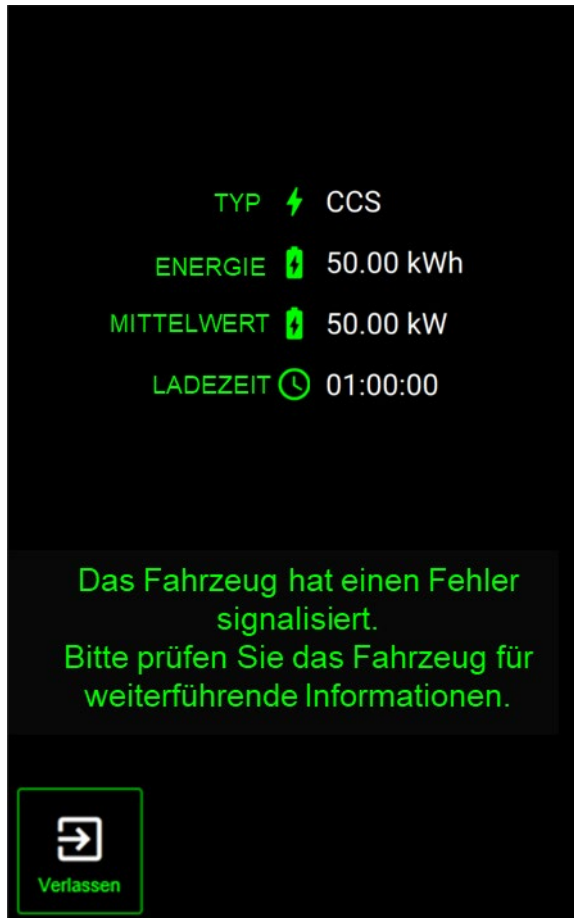 TYP CCS
ENERGIE 50.00 kWh
MITTELWERT 50.00 kW
LADEZEIT 01:00:00
Das Fahrzeug hat einen Fehler
signalisiert.
Bitte prüfen Sie das Fahrzeug für
weiterführende Informationen.
Verlassen